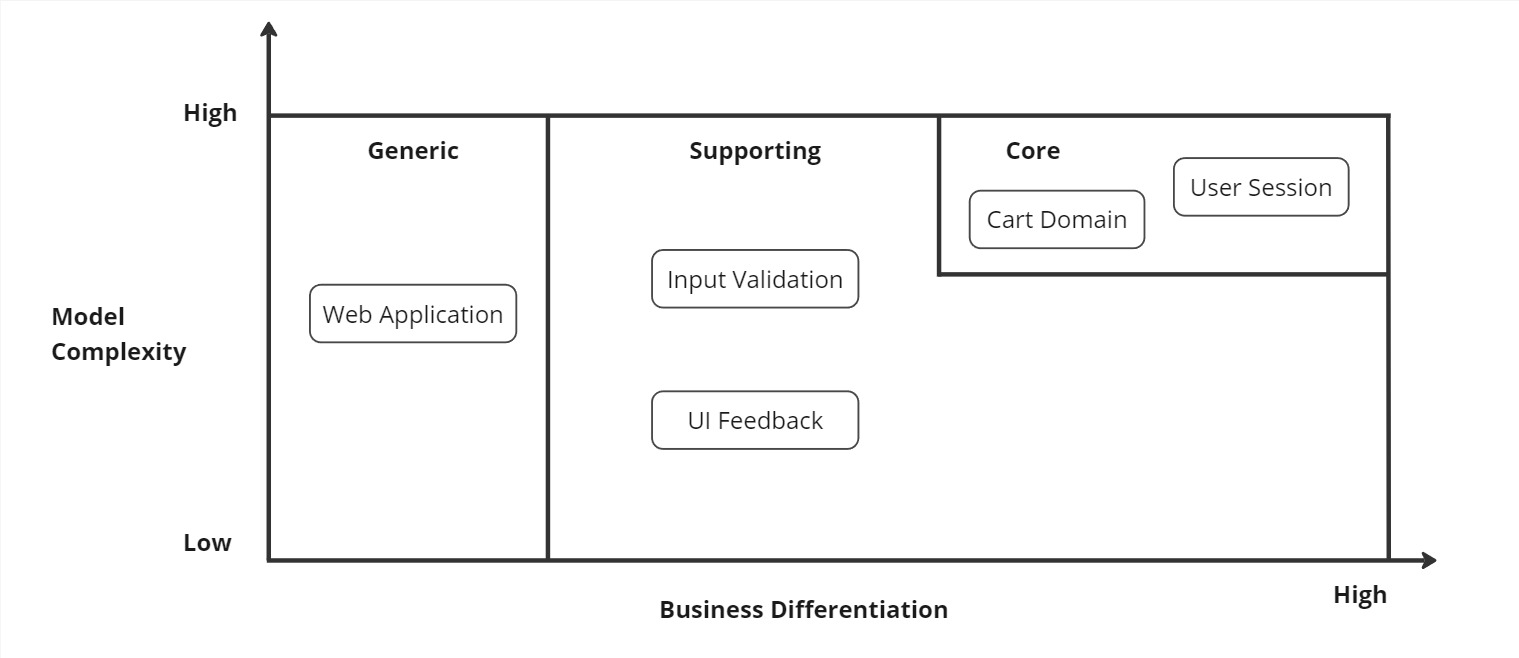 High
Generic
Supporting
Core
User Session
Cart Domain
Input Validation
Web Application
Model
Complexity
UI Feedback
Low
High
Business Differentiation